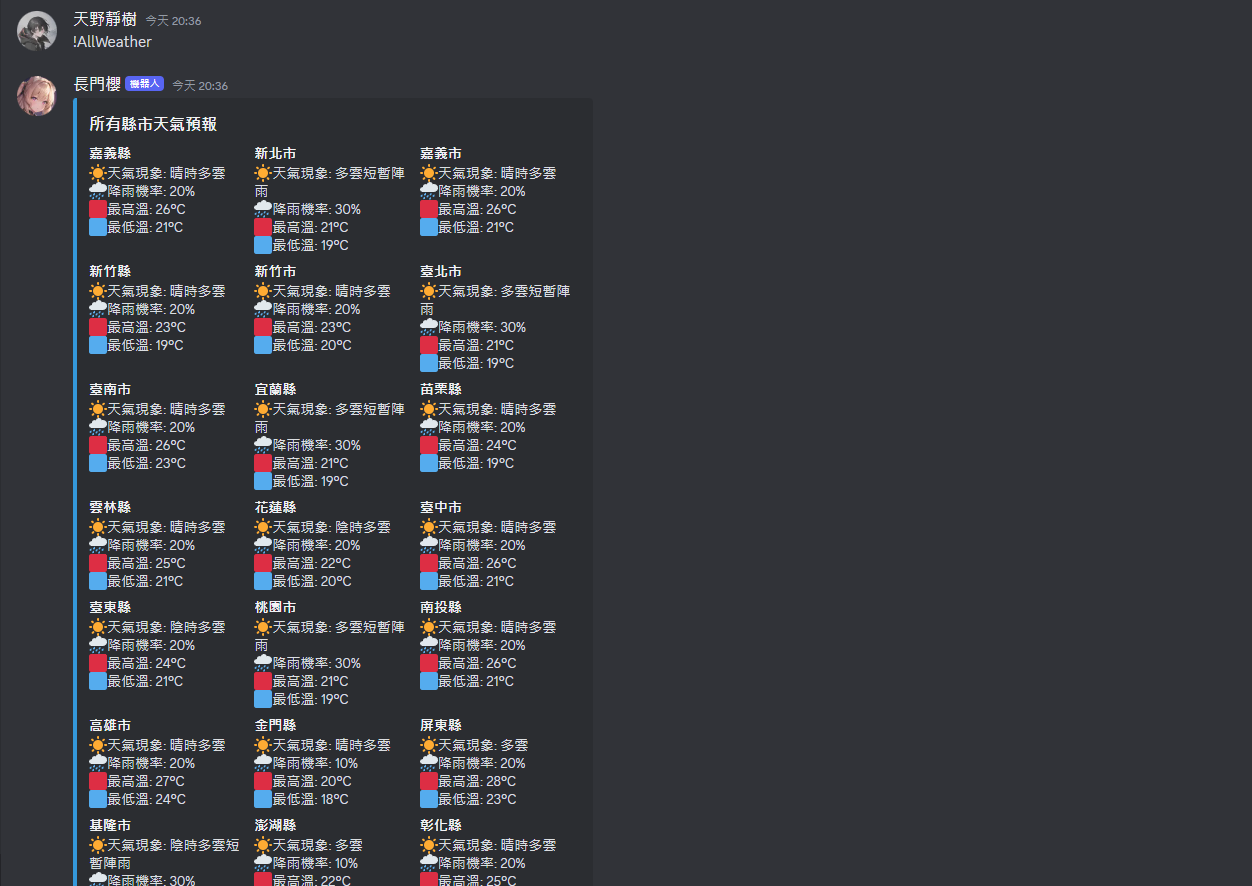 天野靜樹 今天 20:36
!AllWeather
長門櫻 機器人 今天 20:36
所有縣市天氣預報
嘉義縣
天氣現象: 晴時多雲
降雨機率: 20%
最高溫: 26°C
最低溫: 21°C
新北市
天氣現象: 多雲短暫陣
雨
降雨機率: 30%
最高溫: 21°C
最低溫: 19°C
嘉義市
天氣現象: 晴時多雲
降雨機率: 20%
最高溫: 26°C
最低溫: 21°C
新竹縣
天氣現象: 晴時多雲
降雨機率: 20%
最高溫: 23°C
最低溫: 19°C
新竹市
天氣現象: 晴時多雲
降雨機率: 20%
最高溫: 23°C
最低溫: 20°C
臺北市
天氣現象: 多雲短暫陣
雨
降雨機率: 30%
最高溫: 21°C
最低溫: 19°C
臺南市
天氣現象: 晴時多雲
降雨機率: 20%
最高溫: 26°C
最低溫: 23°C
宜蘭縣
天氣現象: 多雲短暫陣
雨
降雨機率: 30%
最高溫: 21°C
最低溫: 19°C
苗栗縣
天氣現象: 晴時多雲
降雨機率: 20%
最高溫: 24°C
最低溫: 19°C
雲林縣
天氣現象: 晴時多雲
降雨機率: 20%
最高溫: 25°C
最低溫: 21°C
花蓮縣
天氣現象: 陰時多雲
降雨機率: 20%
最高溫: 22°C
最低溫: 20°C
臺中市
天氣現象: 晴時多雲
降雨機率: 20%
最高溫: 26°C
最低溫: 21°C
臺東縣
天氣現象: 陰時多雲
降雨機率: 20%
最高溫: 24°C
最低溫: 21°C
桃園市
天氣現象: 多雲短暫陣
雨
降雨機率: 30%
最高溫: 21°C
最低溫: 19°C
南投縣
天氣現象: 晴時多雲
降雨機率: 20%
最高溫: 26°C
最低溫: 21°C
高雄市
天氣現象: 晴時多雲
降雨機率: 20%
最高溫: 27°C
最低溫: 24°C
金門縣
天氣現象: 晴時多雲
降雨機率: 10%
最高溫: 20°C
最低溫: 18°C
屏東縣
天氣現象: 多雲
降雨機率: 20%
最高溫: 28°C
最低溫: 23°C
基隆市
天氣現象: 陰時多雲短
暫陣雨
降雨機率: 30%
澎湖縣
天氣現象: 多雲
降雨機率: 10%
最高溫: 22°C
彰化縣
天氣現象: 晴時多雲
降雨機率: 20%
最高溫: 25°C